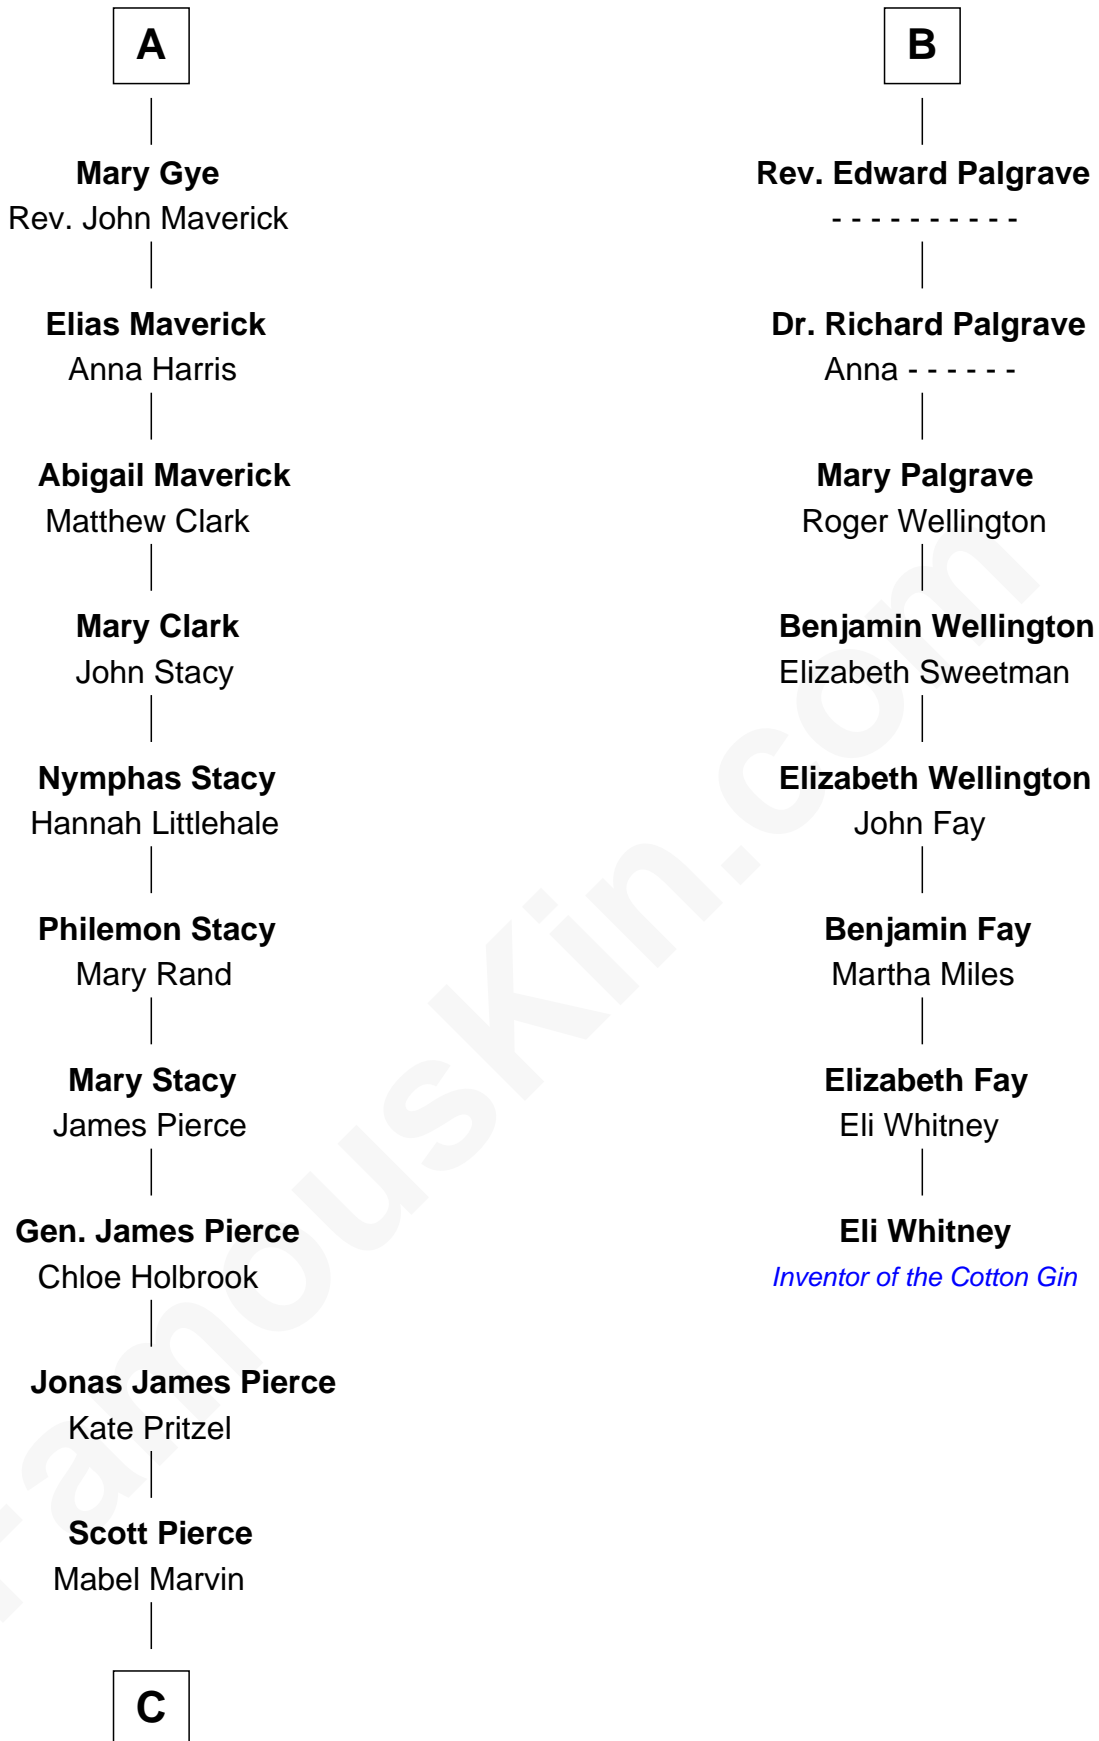 A
Mary Gye
Rev. John Maverick
Elias Maverick
Anna Harris
Abigail Maverick
Matthew Clark
Mary Clark
John Stacy
Nymphas Stacy
Hannah Littlehale
Philemon Stacy
Mary Rand
Mary Stacy
James Pierce
Gen. James Pierce
Chloe Holbrook
Jonas James Pierce
Kate Pritzel
Scott Pierce
Mabel Marvin
C
B
Rev. Edward Palgrave
- - - - - - - - - -
Dr. Richard Palgrave
Anna - - - - - -
Mary Palgrave
Roger Wellington
Benjamin Wellington
Elizabeth Sweetman
Elizabeth Wellington
John Fay
Benjamin Fay
Martha Miles
Elizabeth Fay
Eli Whitney
Eli Whitney
Inventor of the Cotton Gin
FamousKin.com